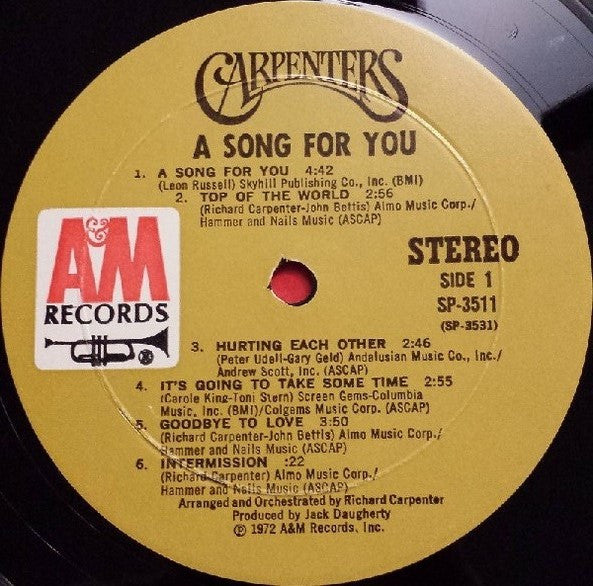 CARPENTERS
A SONG FOR YOU
1. A SONG FOR YOU 4:42
(Leon Russell) Skyhill Publishing Co., Inc. (BMI)
2. TOP OF THE WORLD 2:56
(Richard Carpenter-John Bettis) Almo Music Corp./
Hammer and Nails Music (ASCAP)
A&M
RECORDS
®
STEREO
SIDE 1
SP-3511
(SP-3531)
3. HURTING EACH OTHER 2:46
(Peter Udell-Gary Geld) Andalusian Music Co., Inc./
Andrew Scott, Inc. (ASCAP)
4. IT'S GOING TO TAKE SOME TIME 2:55
(Carole King-Toni Stern) Screen Gems-Columbia
Music, Inc. (BMI)/Colgems Music Corp. (ASCAP)
5. GOODBYE TO LOVE 3:50
(Richard Carpenter-John Bettis) Almo Music Corp./
Hammer and Nails Music (ASCAP)
6. INTERMISSION :22
(Richard Carpenter) Almo Music Corp./
Hammer and Nails Music (ASCAP)
Arranged and Orchestrated by Richard Carpenter
Produced by Jack Daugherty
℗ 1972 A&M Records, Inc.